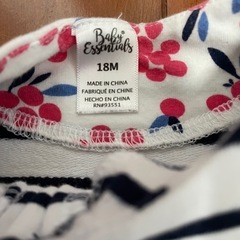 Baby
Essentials
18M
MADE IN CHINA
FABRIQUÉ EN CHINE
HECHO EN CHINA
RN#93551